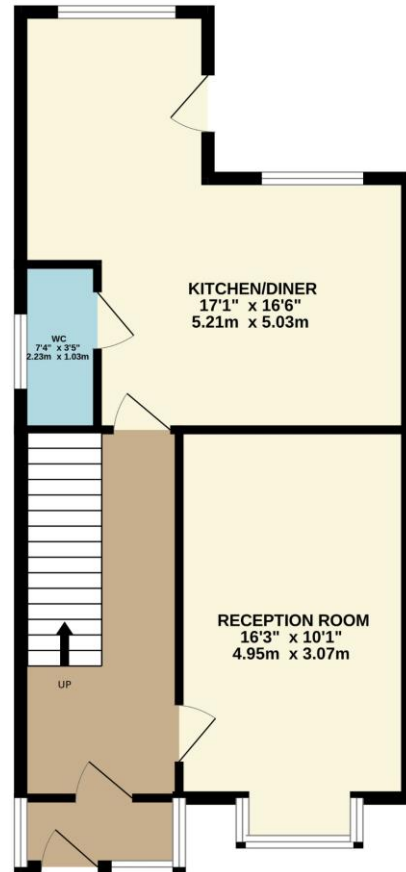 KITCHEN/DINER
17'1" x 16'6"
5.21m x 5.03m
WC
7'4" x 3'5"
2.23m x 1.03m
RECEPTION ROOM
16'3" x 10'1"
4.95m x 3.07m
UP